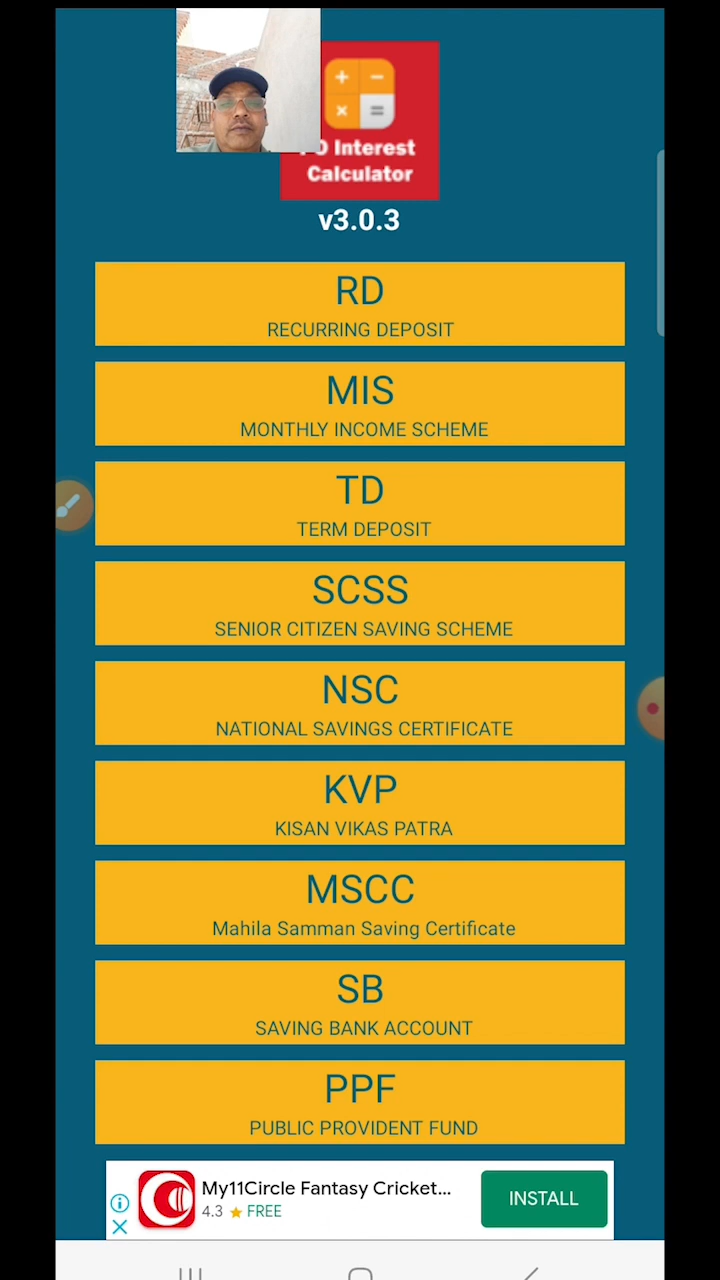 O Interest
Calculator
v3.0.3
RD
RECURRING DEPOSIT
MIS
MONTHLY INCOME SCHEME
TD
TERM DEPOSIT
SCSS
SENIOR CITIZEN SAVING SCHEME
NSC
NATIONAL SAVINGS CERTIFICATE
KVP
KISAN VIKAS PATRA
MSCC
Mahila Samman Saving Certificate
SB
SAVING BANK ACCOUNT
PPF
PUBLIC PROVIDENT FUND
My11Circle Fantasy Cricket...
4.3 ★ FREE
INSTALL